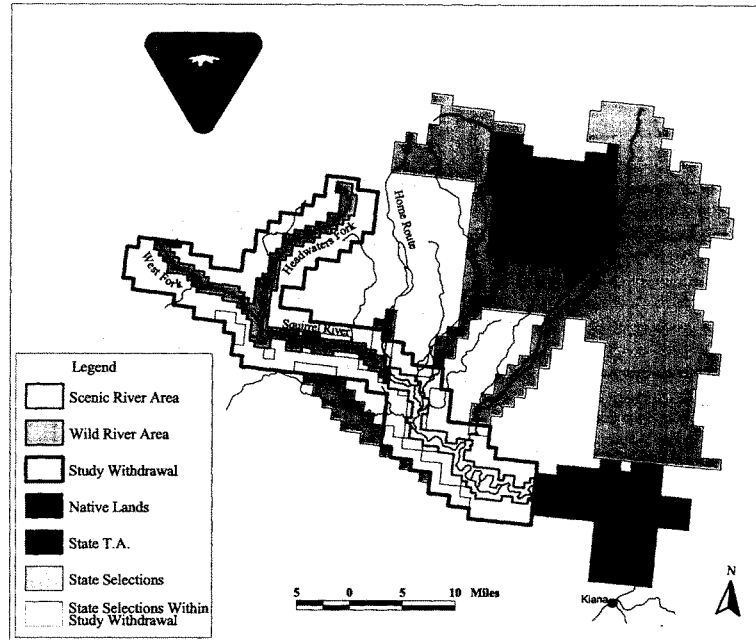 Home Route
Headwaters Fork
West Fork
Squirrel River
Legend
Scenic River Area
Wild River Area
Study Withdrawal
Native Lands
State T.A.
State Selections
State Selections Within
Study Withdrawal
5 0 5 10 Miles
N
Kiana